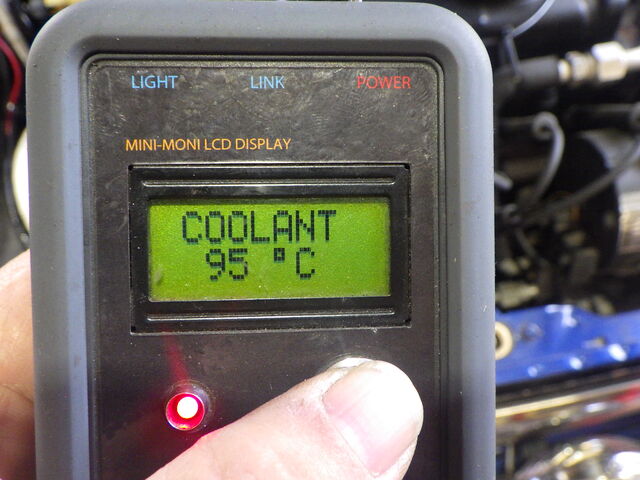 LIGHT LINK POWER
MINI-MONI LCD DISPLAY
COOLANT
95 °C